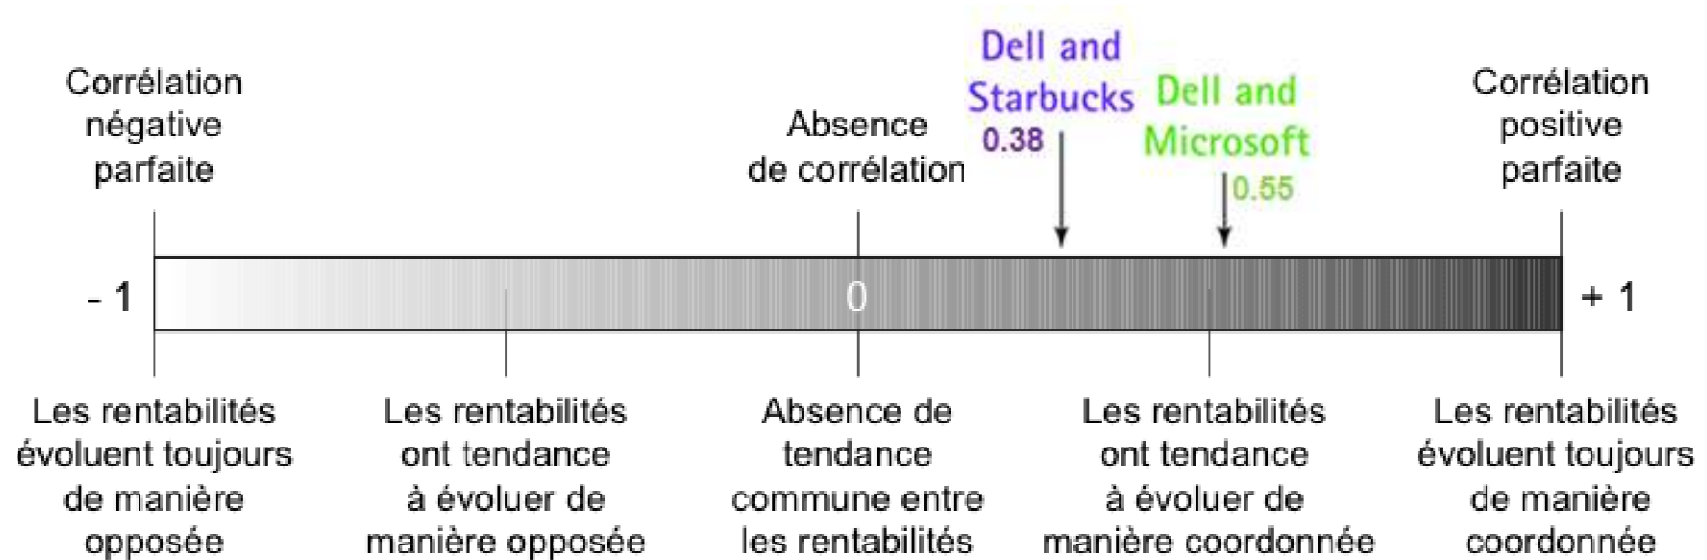 Corrélation
négative
parfaite
Absence
de corrélation
Dell and
Starbucks
0.38
Dell and
Microsoft
0.55
Corrélation
positive
parfaite
- 1
0
+ 1
Les rentabilités
évoluent toujours
de manière
opposée
Les rentabilités
ont tendance
à évoluer de
manière opposée
Absence de
tendance
commune entre
les rentabilités
Les rentabilités
ont tendance
à évoluer de
manière coordonnée
Les rentabilités
évoluent toujours
de manière
coordonnée